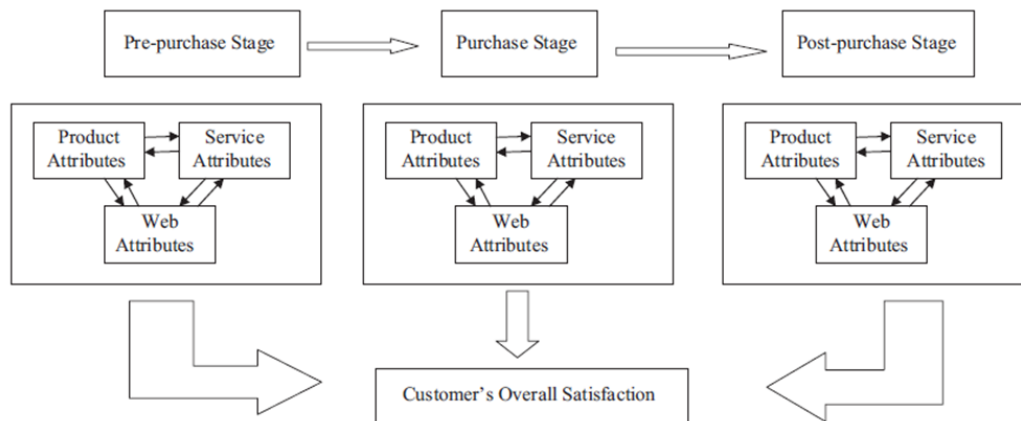 Pre-purchase Stage
Purchase Stage
Post-purchase Stage
Product
Attributes
Service
Attributes
Web
Attributes
Product
Attributes
Service
Attributes
Web
Attributes
Product
Attributes
Service
Attributes
Web
Attributes
Customer's Overall Satisfaction